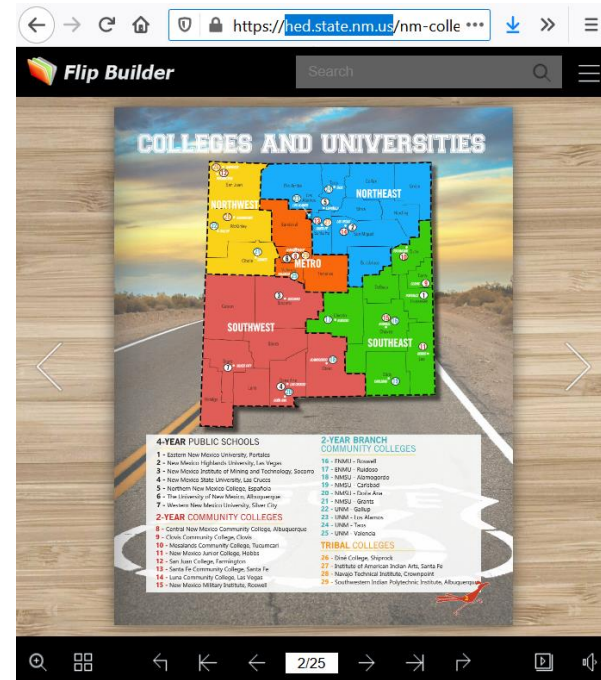 https://hed.state.nm.us/nm-colle
Flip Builder
Search
COLLEGES AND UNIVERSITIES
NORTHWEST
NORTHEAST
METRO
SOUTHWEST
SOUTHEAST
4-YEAR PUBLIC SCHOOLS
1 - Eastern New Mexico University, Portales
2 - New Mexico Highlands University, Las Vegas
3 - New Mexico Institute of Mining and Technology, Socorro
4 - New Mexico State University, Las Cruces
5 - Northern New Mexico College, Española
6 - The University of New Mexico, Albuquerque
7 - Western New Mexico University, Silver City
2-YEAR COMMUNITY COLLEGES
8 - Central New Mexico Community College, Albuquerque
9 - Clovis Community College, Clovis
10 - Mesalands Community College, Tucumcari
11 - New Mexico Junior College, Hobbs
12 - San Juan College, Farmington
13 - Santa Fe Community College, Santa Fe
14 - Luna Community College, Las Vegas
15 - New Mexico Military Institute, Roswell
2-YEAR BRANCH
COMMUNITY COLLEGES
16 - ENMU - Roswell
17 - ENMU - Ruidoso
18 - NMSU - Alamogordo
19 - NMSU - Carlsbad
20 - NMSU - Doña Ana
21 - NMSU - Grants
22 - UNM - Gallup
23 - UNM - Los Alamos
24 - UNM - Taos
25 - UNM - Valencia
TRIBAL COLLEGES
26 - Diné College, Shiprock
27 - Institute of American Indian Arts, Santa Fe
28 - Navajo Technical Institute, Crownpoint
29 - Southwestern Indian Polytechnic Institute, Albuquerque
2/25